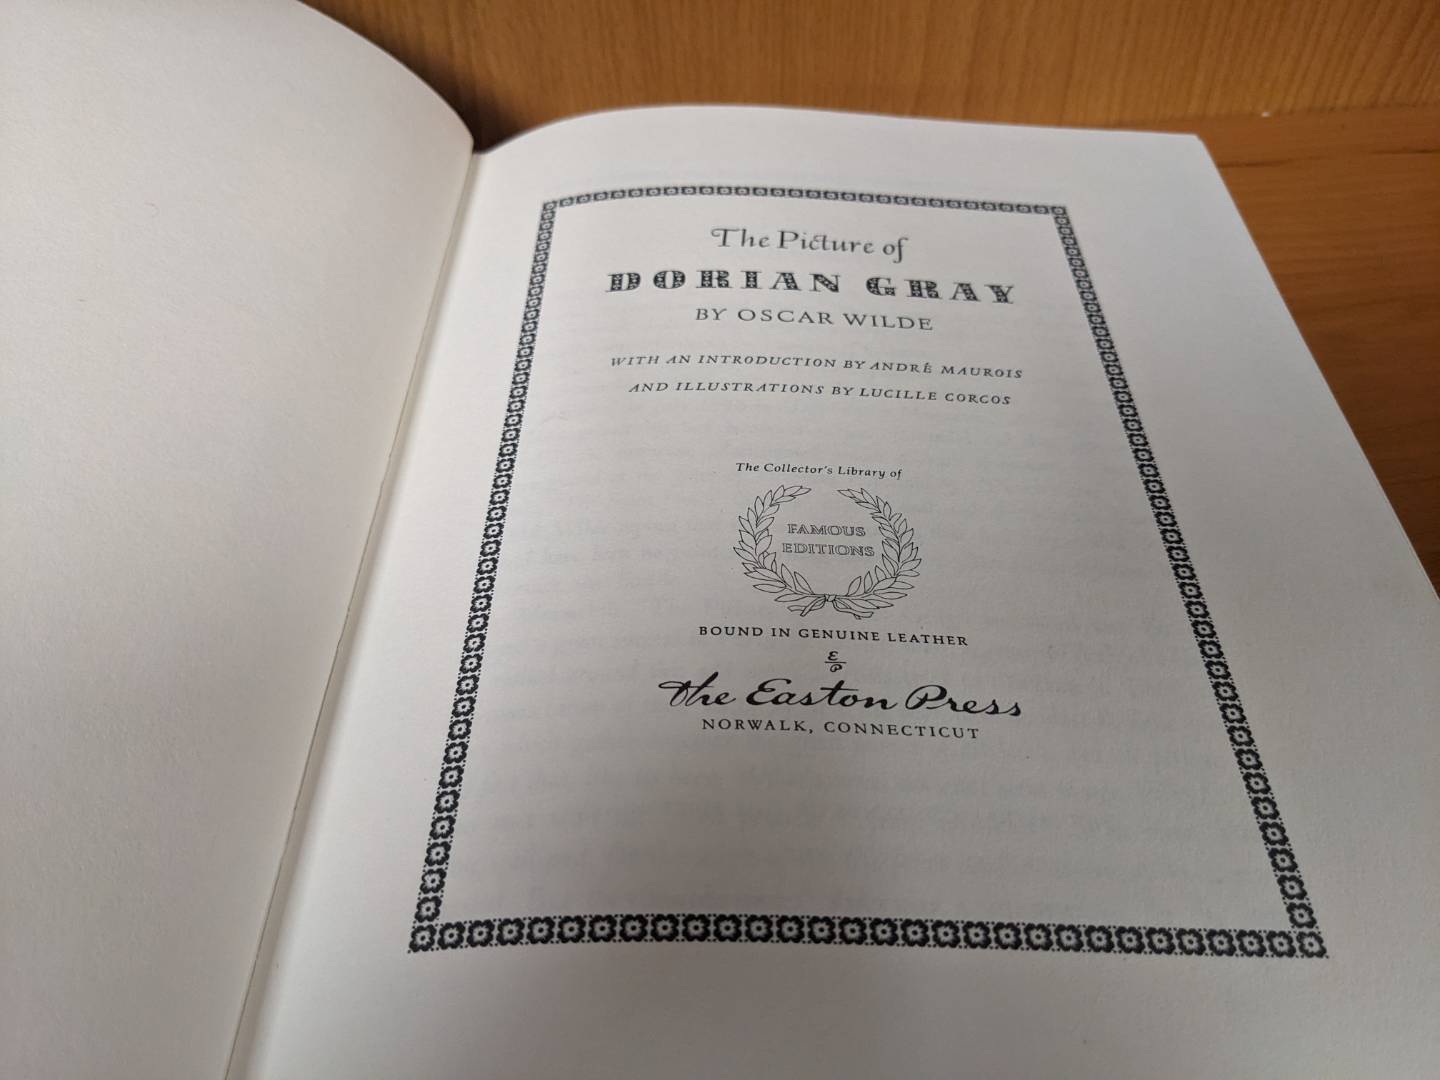 The Picture of
DORIAN GRAY
BY OSCAR WILDE
WITH AN INTRODUCTION BY ANDRÉ MAUROIS
AND ILLUSTRATIONS BY LUCILLE CORCOS
The Collector's Library of
FAMOUS
EDITIONS
BOUND IN GENUINE LEATHER
E
P
The Easton Press
NORWALK, CONNECTICUT